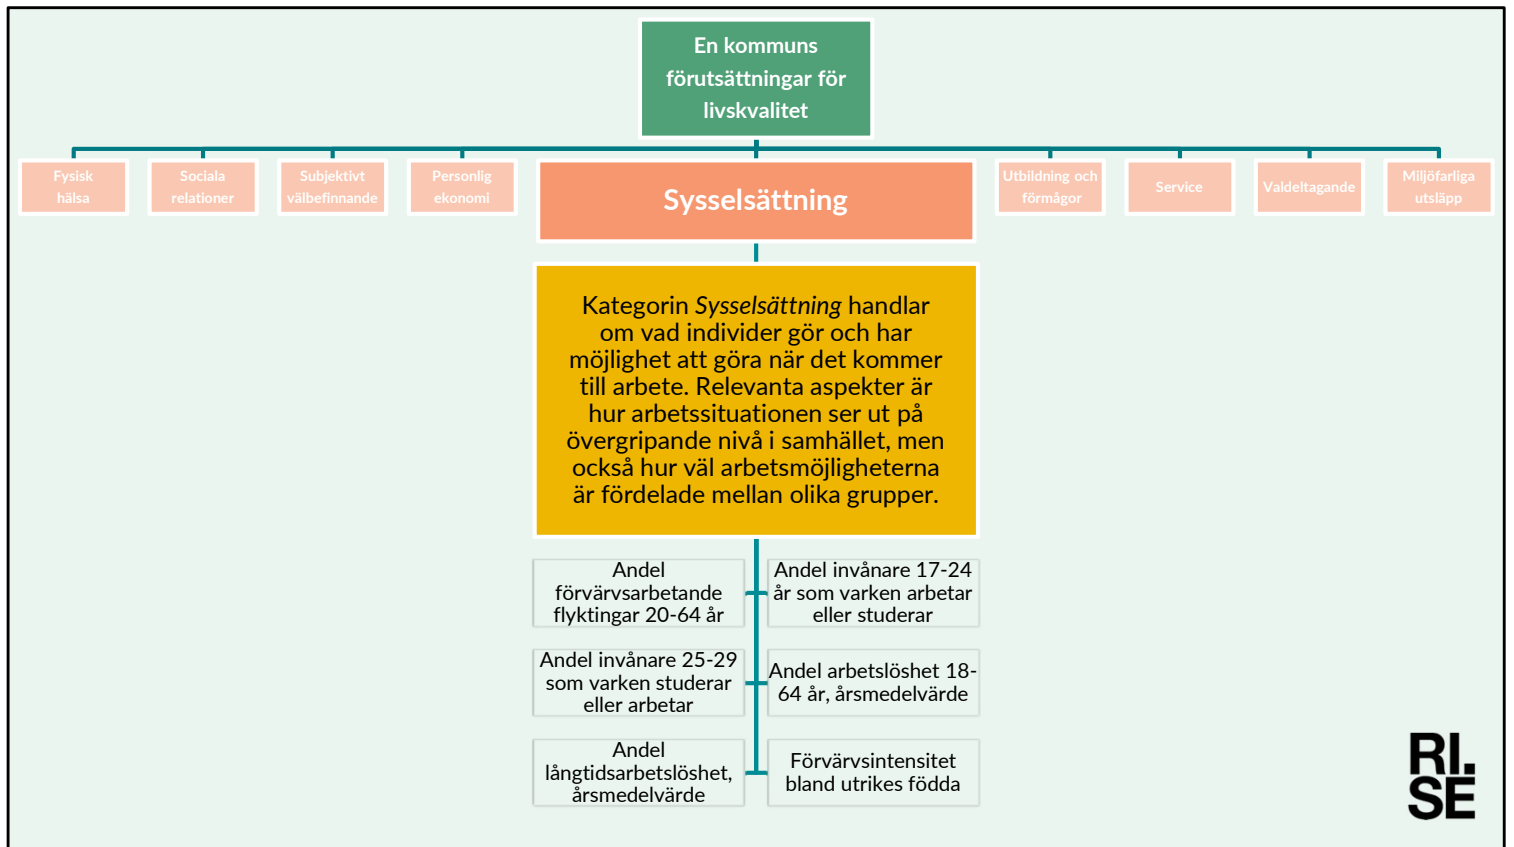 En kommuns
förutsättningar för
livskvalitet
Fysisk
hälsa
Sociala
relationer
Subjektivt
välbefinnande
Personlig
ekonomi
Sysselsättning
Utbildning och
förmågor
Service
Valdeltagande
Miljöfarliga
utsläpp
Kategorin Sysselsättning handlar
om vad individer gör och har
möjlighet att göra när det kommer
till arbete. Relevanta aspekter är
hur arbetssituationen ser ut på
övergripande nivå i samhället, men
också hur väl arbetsmöjligheterna
är fördelade mellan olika grupper.
Andel
förvärvsarbetande
flyktingar 20-64 år
Andel invånare 17-24
år som varken arbetar
eller studerar
Andel invånare 25-29
som varken studerar
eller arbetar
Andel arbetslöshet 18-
64 år, årsmedelvärde
Andel
långtidsarbetslöshet,
årsmedelvärde
Förvärvsintensitet
bland utrikes födda
RI.
SE